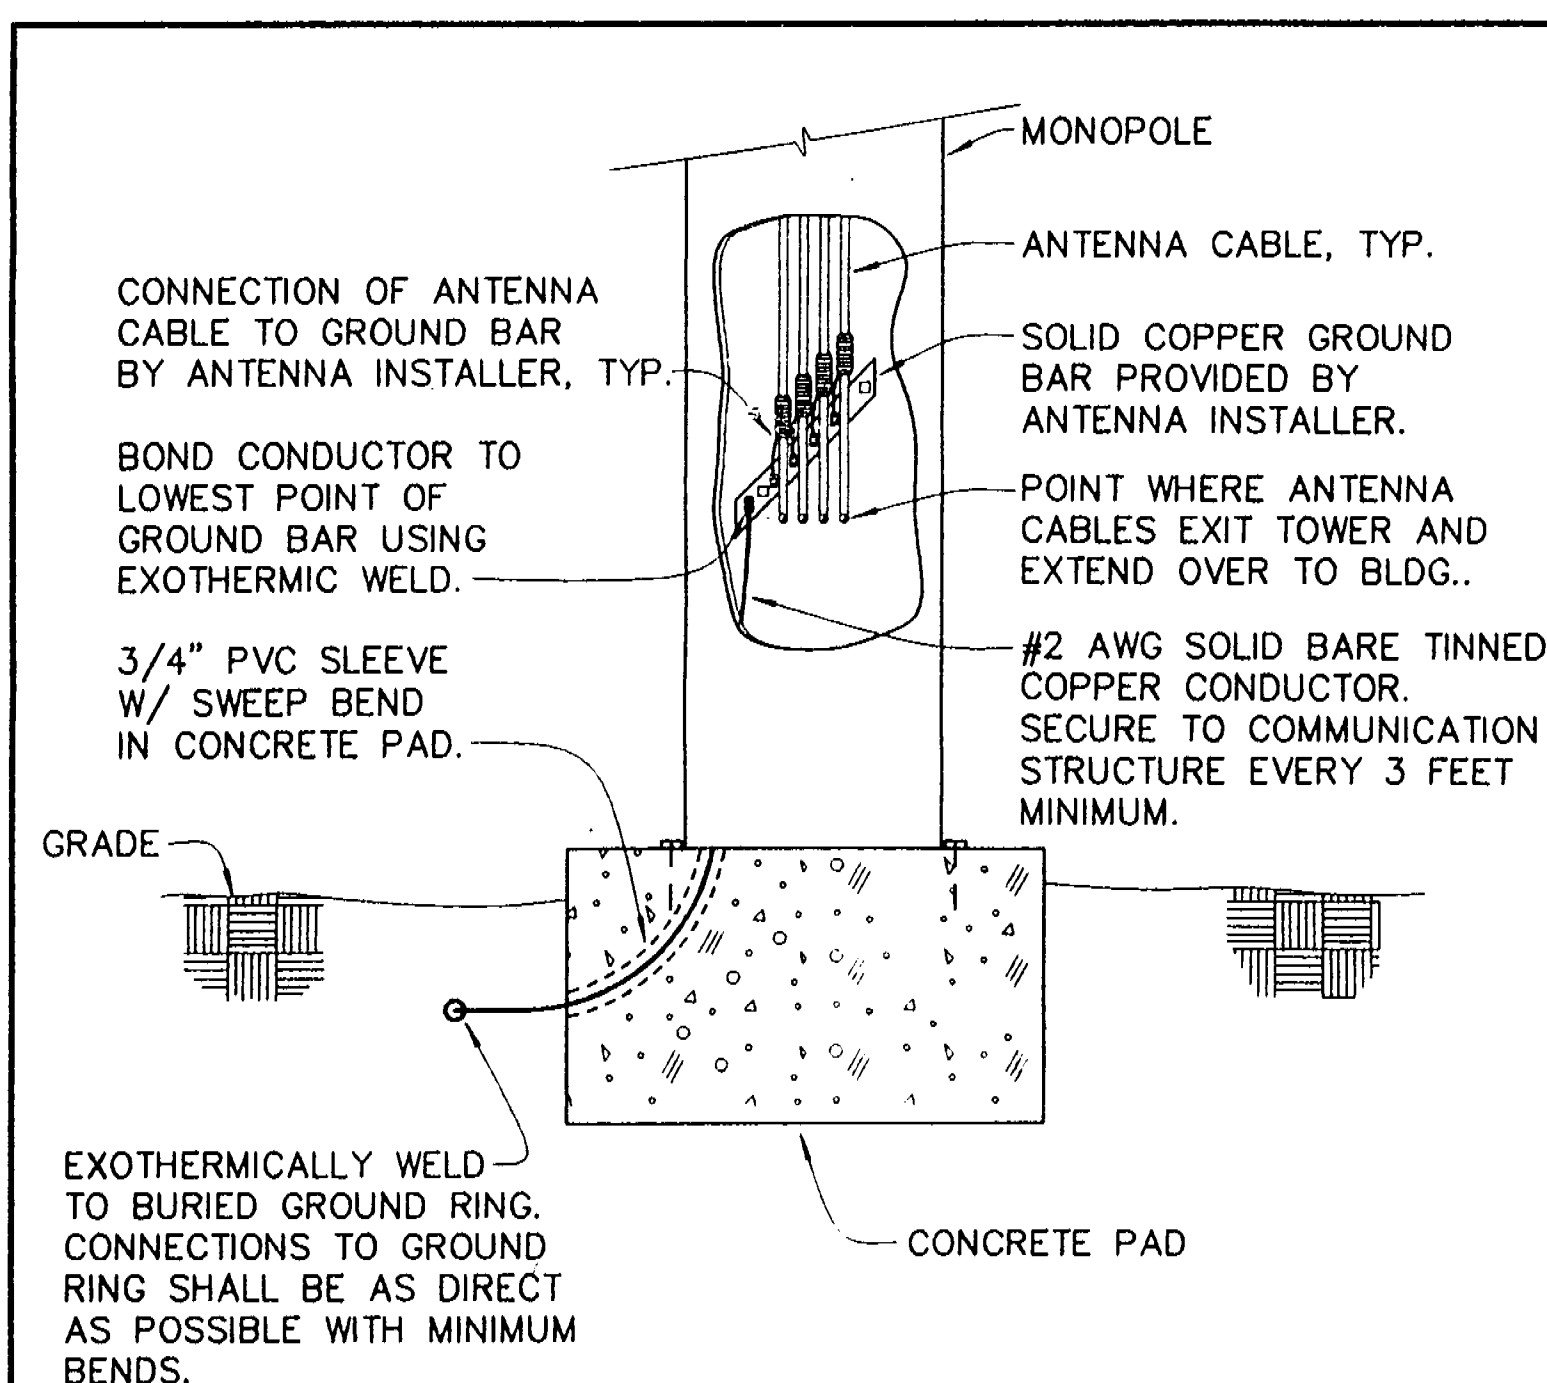 MONOPOLE
ANTENNA CABLE, TYP.
CONNECTION OF ANTENNA
CABLE TO GROUND BAR
BY ANTENNA INSTALLER, TYP.
SOLID COPPER GROUND
BAR PROVIDED BY
ANTENNA INSTALLER.
BOND CONDUCTOR TO
LOWEST POINT OF
GROUND BAR USING
EXOTHERMIC WELD.
POINT WHERE ANTENNA
CABLES EXIT TOWER AND
EXTEND OVER TO BLDG..
3/4" PVC SLEEVE
W/ SWEEP BEND
IN CONCRETE PAD.
#2 AWG SOLID BARE TINNED
COPPER CONDUCTOR.
SECURE TO COMMUNICATION
STRUCTURE EVERY 3 FEET
MINIMUM.
GRADE
EXOTHERMICALLY WELD
TO BURIED GROUND RING.
CONNECTIONS TO GROUND
RING SHALL BE AS DIRECT
AS POSSIBLE WITH MINIMUM
BENDS.
CONCRETE PAD